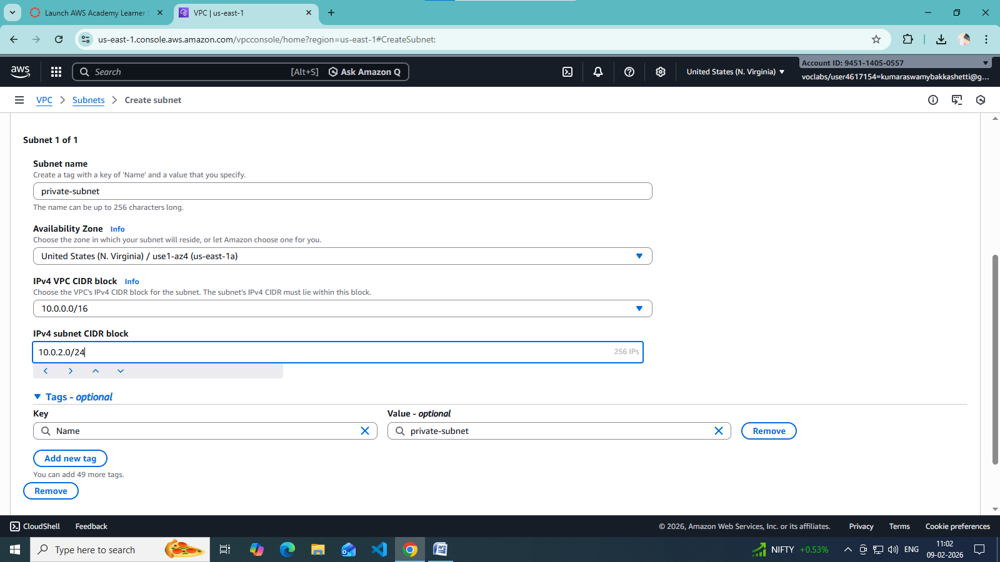 Launch AWS Academy Learner
VPC | us-east-1
us-east-1.console.aws.amazon.com/vpcconsole/home?region=us-east-1#CreateSubnet:
aws
Search
[Alt+S]
Ask Amazon Q
United States (N. Virginia)
Account ID: 9451-1405-0557
voclabs/user4617154=kumaraswamybakkashetti@g...
VPC
Subnets
Create subnet
Subnet 1 of 1
Subnet name
Create a tag with a key of 'Name' and a value that you specify.
private-subnet
The name can be up to 256 characters long.
Availability Zone Info
Choose the zone in which your subnet will reside, or let Amazon choose one for you.
United States (N. Virginia) / use1-az4 (us-east-1a)
IPv4 VPC CIDR block Info
Choose the VPC's IPv4 CIDR block for the subnet. The subnet's IPv4 CIDR must lie within this block.
10.0.0.0/16
IPv4 subnet CIDR block
10.0.2.0/24
256 IPs
Tags - optional
Key
Value - optional
Name
private-subnet
Remove
Add new tag
You can add 49 more tags.
Remove
CloudShell
Feedback
© 2026, Amazon Web Services, Inc. or its affiliates.
Privacy
Terms
Cookie preferences
Type here to search
NIFTY +0.53%
ENG
11:02
09-02-2026